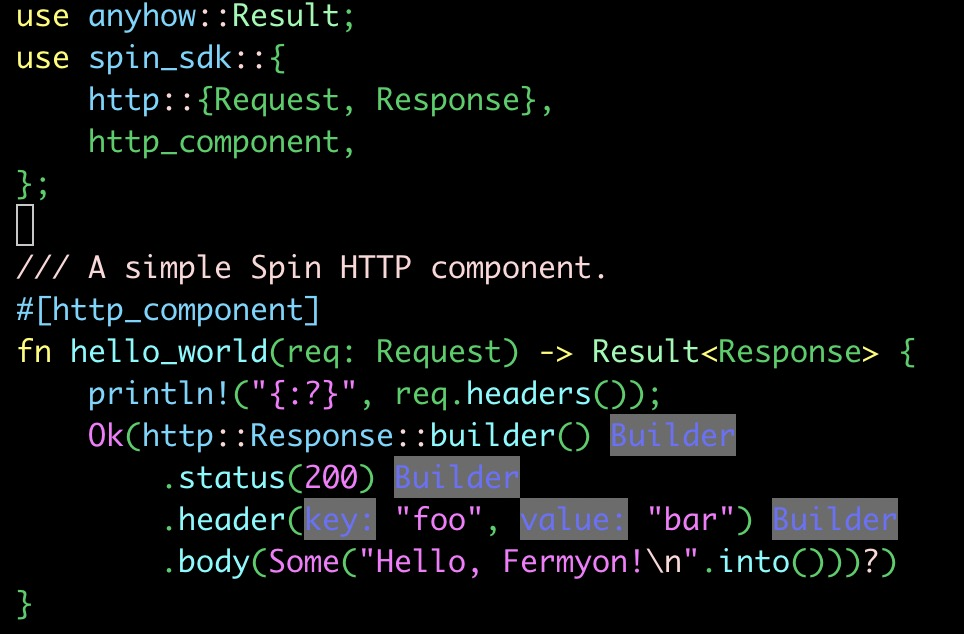 use anyhow::Result;
use spin_sdk::{
    http::{Request, Response},
    http_component,
};
/// A simple Spin HTTP component.
#[http_component]
fn hello_world(req: Request) -> Result<Response> {
    println!("{:?}", req.headers());
    Ok(http::Response::builder() Builder
        .status(200) Builder
        .header(key: "foo", value: "bar") Builder
        .body(Some("Hello, Fermyon!\n".into()))?)
}